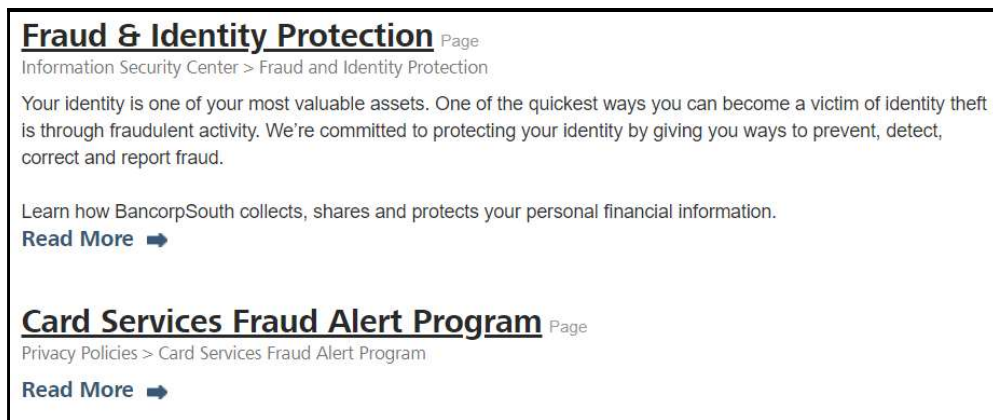 Fraud & Identity Protection Page
Information Security Center > Fraud and Identity Protection
Your identity is one of your most valuable assets. One of the quickest ways you can become a victim of identity theft
is through fraudulent activity. We’re committed to protecting your identity by giving you ways to prevent, detect,
correct and report fraud.
Learn how BancorpSouth collects, shares and protects your personal financial information.
Read More
Card Services Fraud Alert Program Page
Privacy Policies > Card Services Fraud Alert Program
Read More